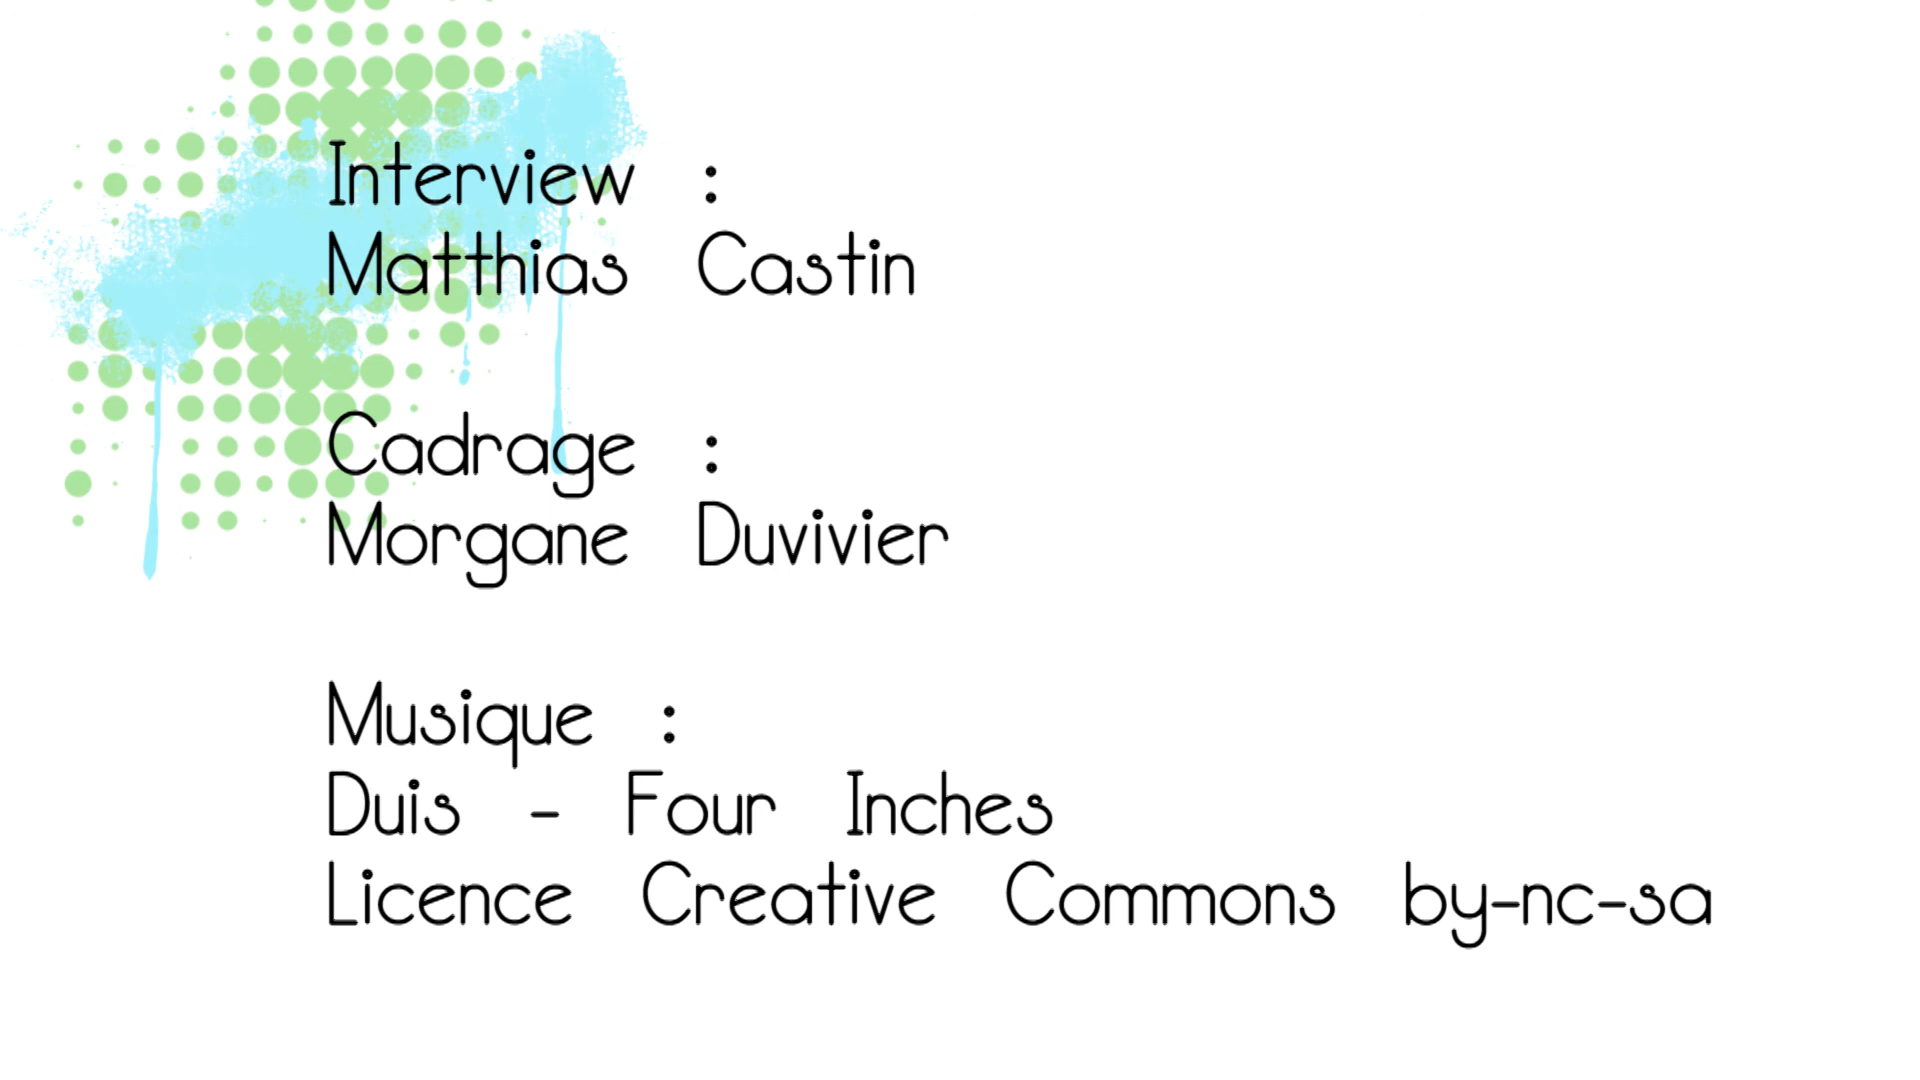 Interview :
Matthias Castin
Cadrage :
Morgane Duvivier
Musique :
Duis - Four Inches
Licence Creative Commons by-nc-sa